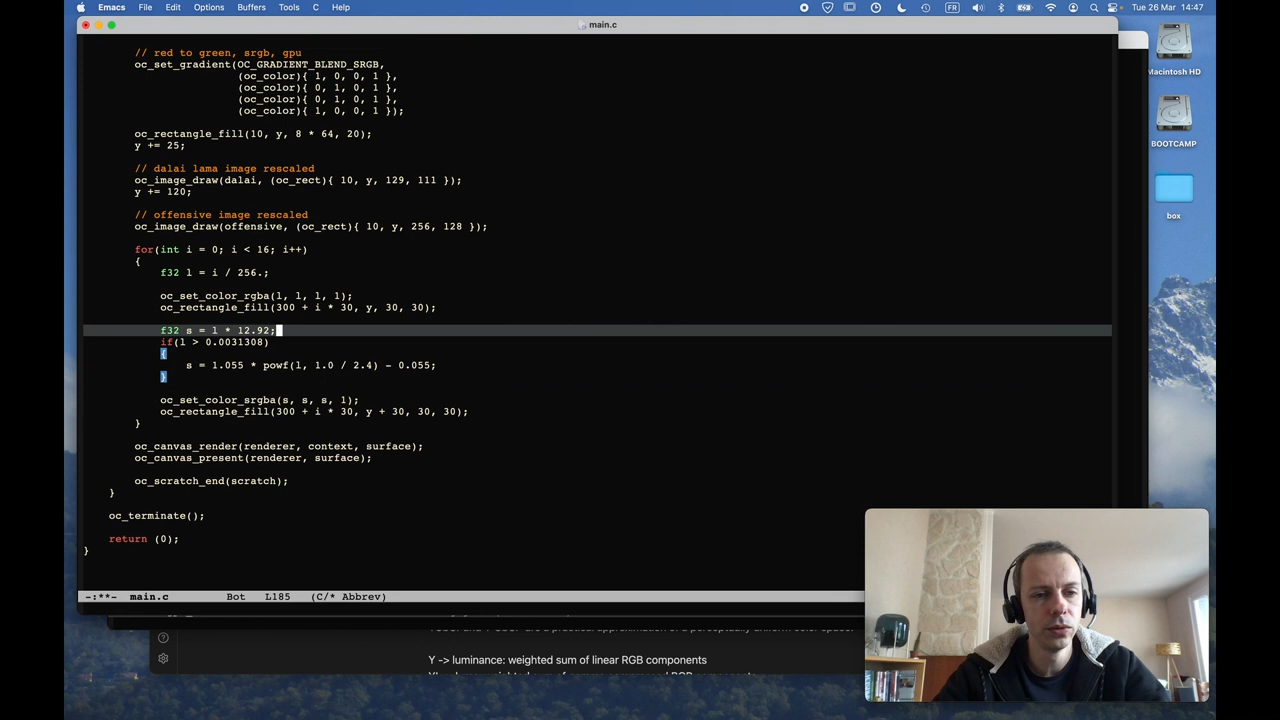 Emacs File Edit Options Buffers Tools C Help FR Tue 26 Mar 14:47
main.c
// red to green, srgb, gpu
oc_set_gradient(OC_GRADIENT_BLEND_SRGB,
(oc_color){ 1, 0, 0, 1 },
(oc_color){ 0, 1, 0, 1 },
(oc_color){ 0, 1, 0, 1 },
(oc_color){ 1, 0, 0, 1 });
oc_rectangle_fill(10, y, 8 * 64, 20);
y += 25;
// dalai lama image rescaled
oc_image_draw(dalai, (oc_rect){ 10, y, 129, 111 });
y += 120;
// offensive image rescaled
oc_image_draw(offensive, (oc_rect){ 10, y, 256, 128 });
for(int i = 0; i < 16; i++)
{
f32 l = i / 256.;
oc_set_color_rgba(l, l, l, 1);
oc_rectangle_fill(300 + i * 30, y, 30, 30);
f32 s = l * 12.92;
if(l > 0.0031308)
{
s = 1.055 * powf(l, 1.0 / 2.4) - 0.055;
}
oc_set_color_srgba(s, s, s, 1);
oc_rectangle_fill(300 + i * 30, y + 30, 30, 30);
}
oc_canvas_render(renderer, context, surface);
oc_canvas_present(renderer, surface);
oc_scratch_end(scratch);
}
oc_terminate();
return (0);
}
-:**- main.c Bot L185 (C/* Abbrev)
Y -> luminance: weighted sum of linear RGB components
Macintosh HD
BOOTCAMP
box